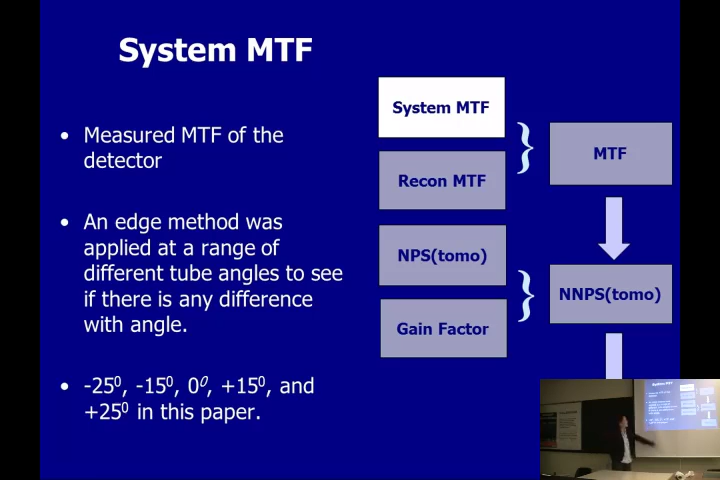 System MTF
• Measured MTF of the
detector
• An edge method was
applied at a range of
different tube angles to see
if there is any difference
with angle.
• -25⁰, -15⁰, 0⁰, +15⁰, and
+25⁰ in this paper.
System MTF
Recon MTF
}
MTF
NPS(tomo)
Gain Factor
}
NNPS(tomo)
System MTF